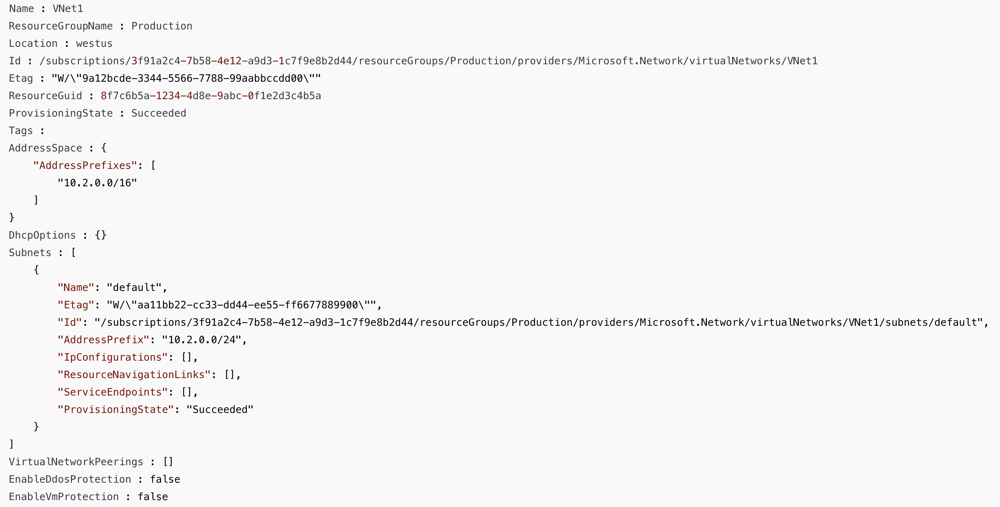 Name : VNet1
ResourceGroupName : Production
Location : westus
Id : /subscriptions/3f91a2c4-7b58-4e12-a9d3-1c7f9e8b2d44/resourceGroups/Production/providers/Microsoft.Network/virtualNetworks/VNet1
Etag : "W/\"9a12bcde-3344-5566-7788-99aabbccdd00\""
ResourceGuid : 8f7c6b5a-1234-4d8e-9abc-0f1e2d3c4b5a
ProvisioningState : Succeeded
Tags :
AddressSpace : {
    "AddressPrefixes": [
        "10.2.0.0/16"
    ]
}
DhcpOptions : {}
Subnets : [
    {
        "Name": "default",
        "Etag": "W/\"aa11bb22-cc33-dd44-ee55-ff6677889900\"",
        "Id": "/subscriptions/3f91a2c4-7b58-4e12-a9d3-1c7f9e8b2d44/resourceGroups/Production/providers/Microsoft.Network/virtualNetworks/VNet1/subnets/default",
        "AddressPrefix": "10.2.0.0/24",
        "IpConfigurations": [],
        "ResourceNavigationLinks": [],
        "ServiceEndpoints": [],
        "ProvisioningState": "Succeeded"
    }
]
VirtualNetworkPeerings : []
EnableDdosProtection : false
EnableVmProtection : false